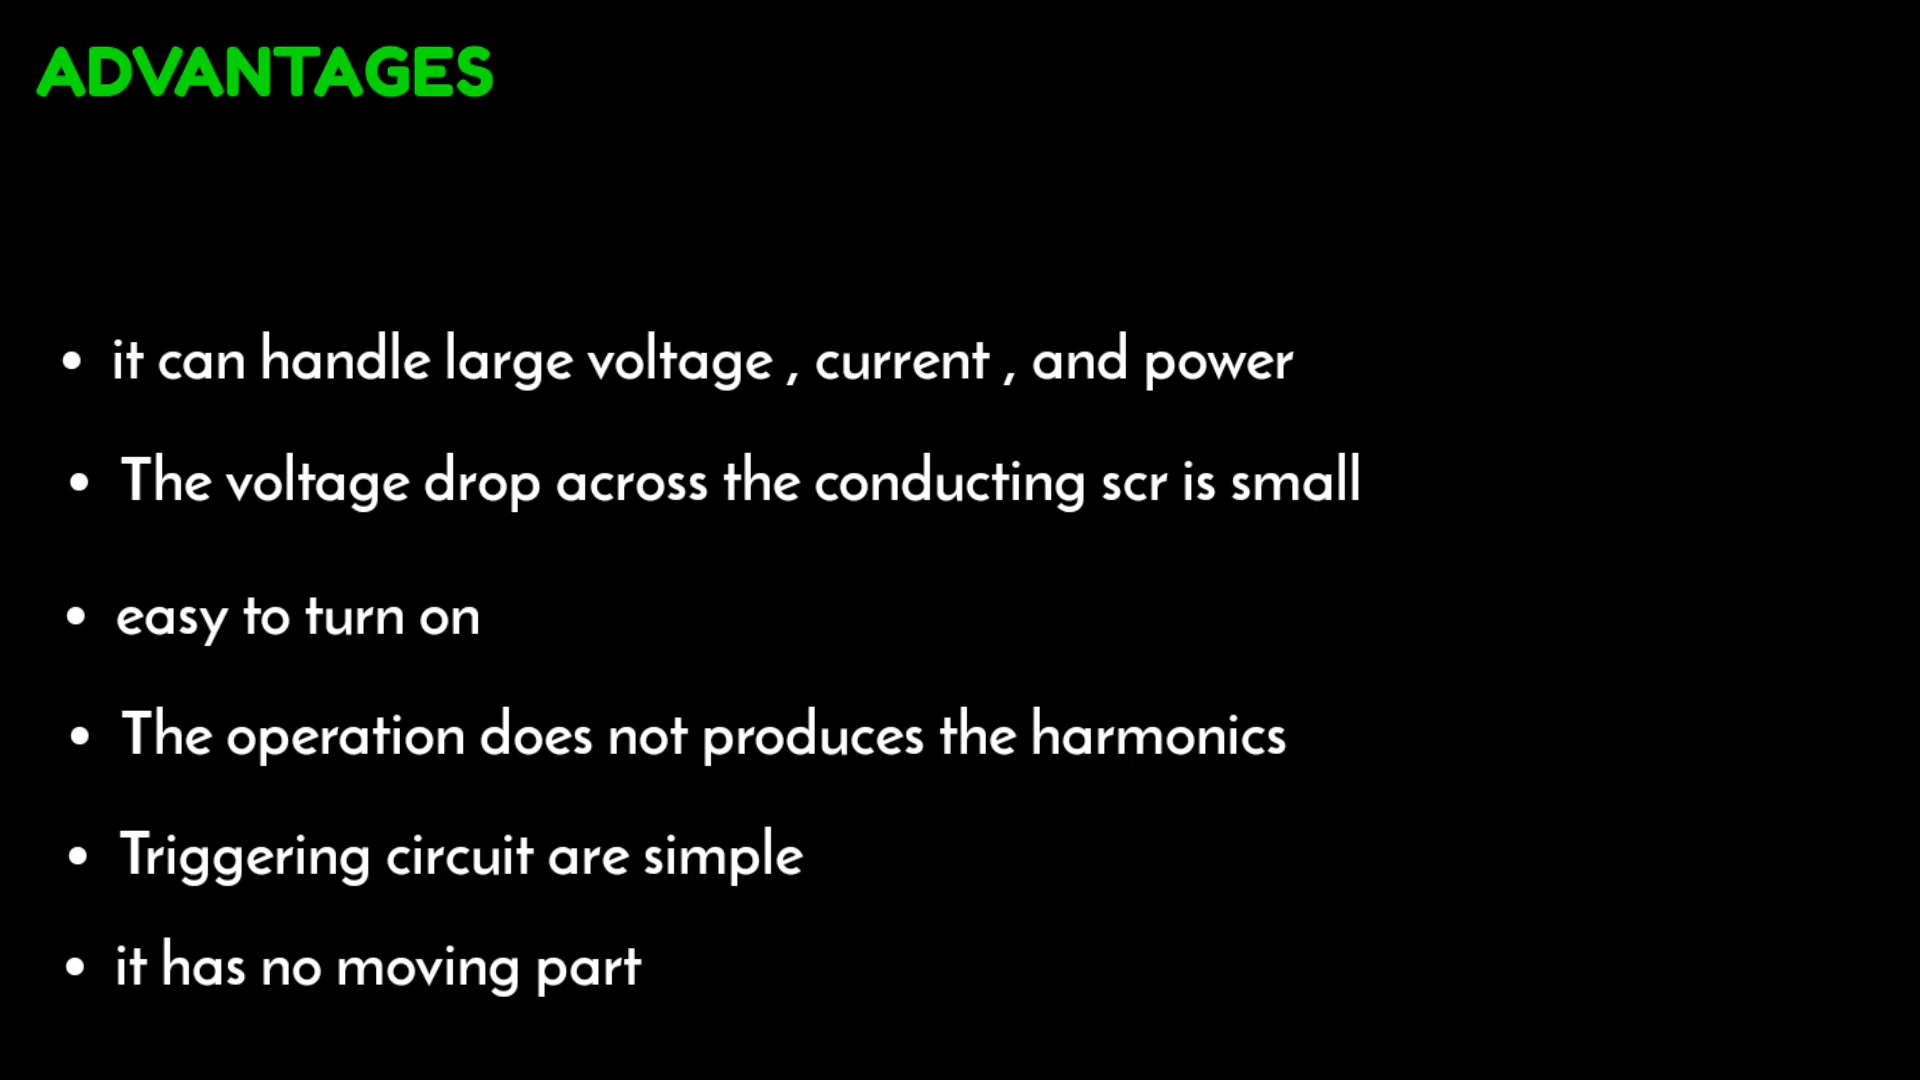 ADVANTAGES
• it can handle large voltage , current , and power
• The voltage drop across the conducting scr is small
• easy to turn on
• The operation does not produces the harmonics
• Triggering circuit are simple
• it has no moving part